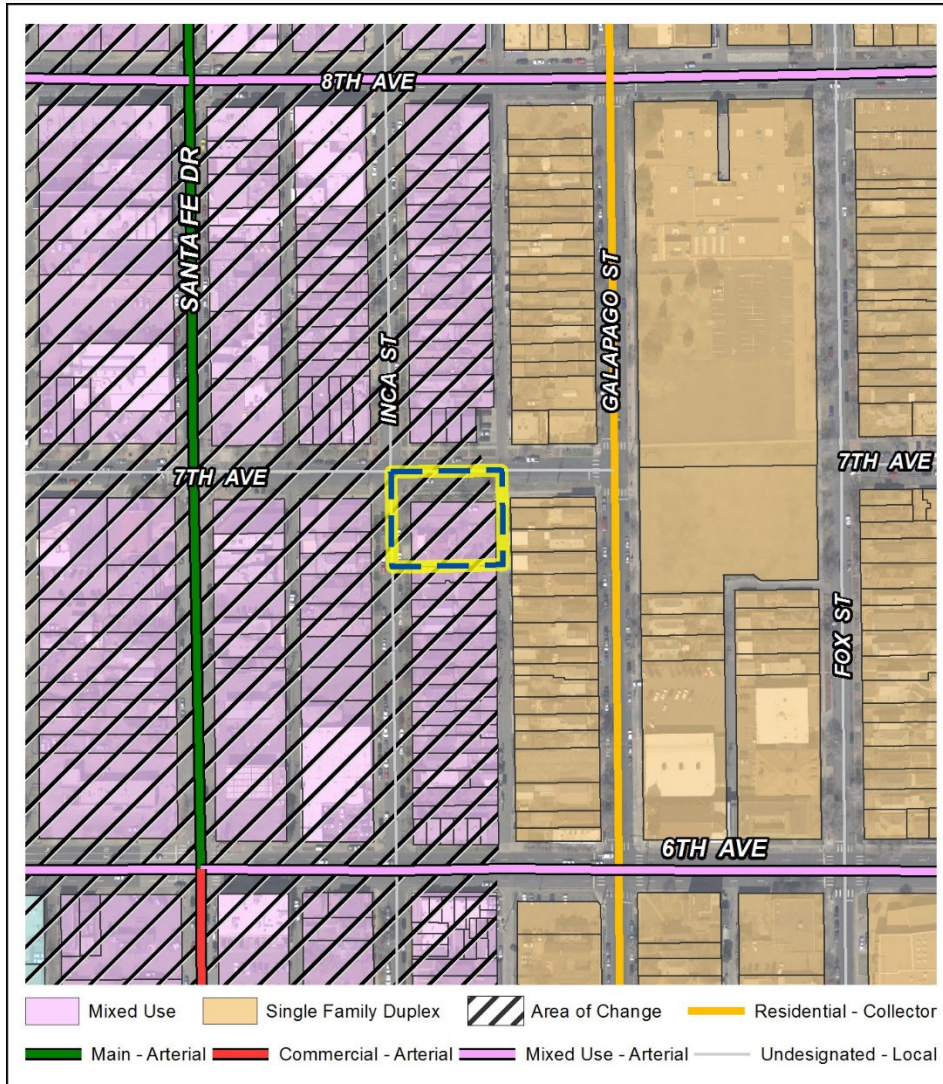 8TH AVE
SANTA FE DR
INCA ST
GALAPAGO ST
7TH AVE
7TH AVE
FOX ST
6TH AVE
Mixed Use
Single Family Duplex
Area of Change
Residential - Collector
Main - Arterial
Commercial - Arterial
Mixed Use - Arterial
Undesignated - Local